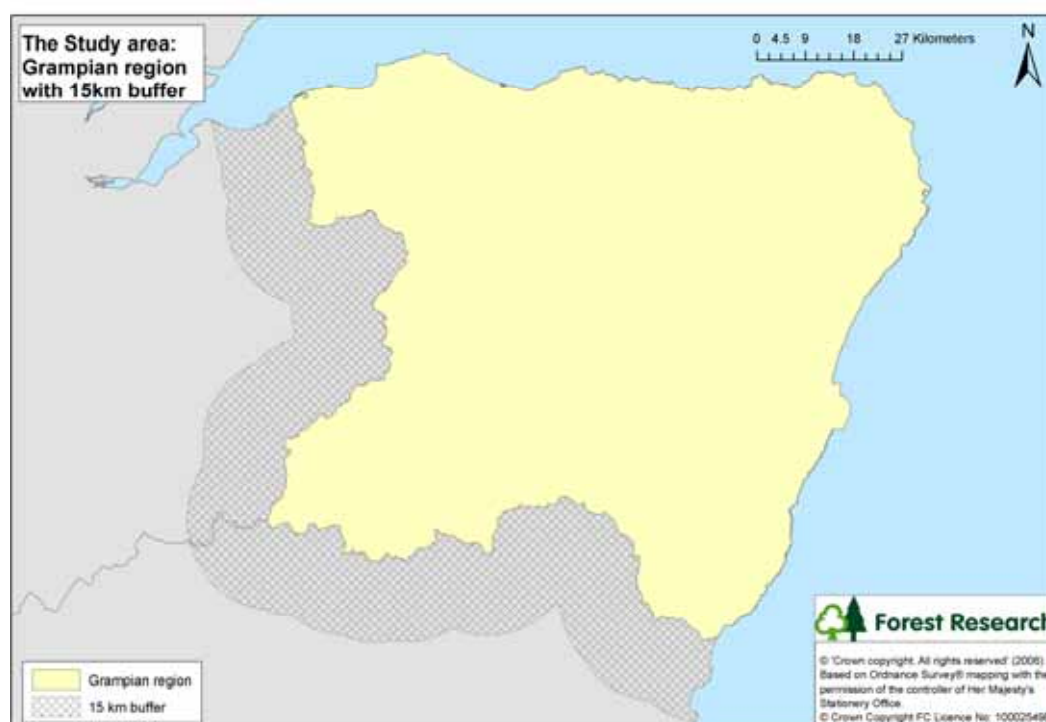 The Study area:
Grampian region
with 15km buffer
0 4.5 9 18 27 Kilometers
N
Forest Research
© 'Crown copyright. All rights reserved' (2006).
Based on Ordnance Survey® mapping with the
permission of the controller of Her Majesty's
Stationery Office.
© Crown Copyright FC Licence No: 10002549
Grampian region
15 km buffer